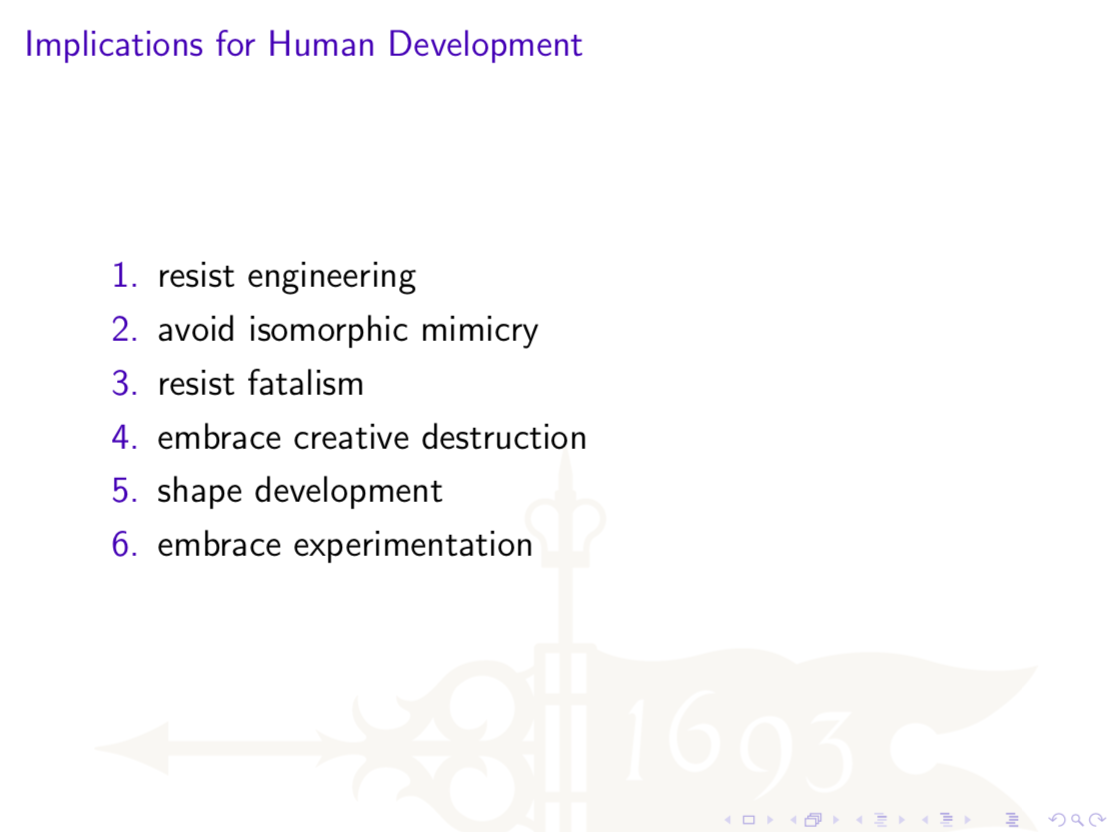 Implications for Human Development
1. resist engineering
2. avoid isomorphic mimicry
3. resist fatalism
4. embrace creative destruction
5. shape development
6. embrace experimentation
1693